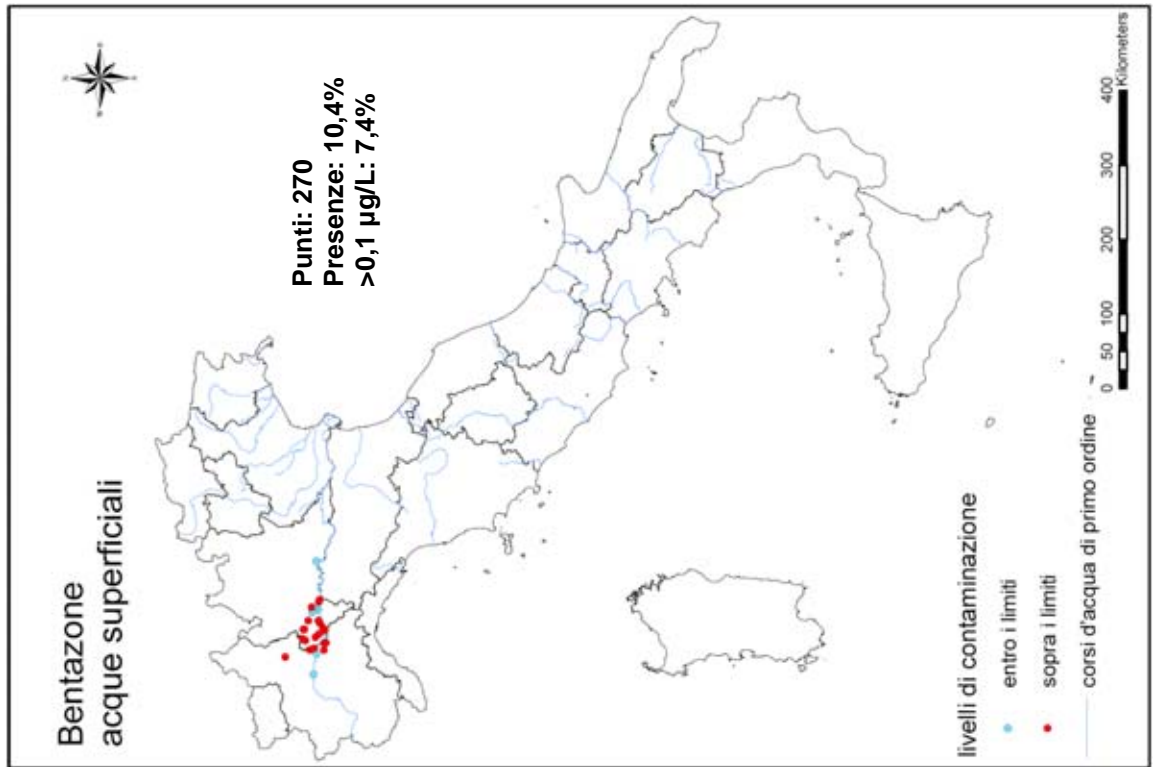 Bentazone
acque superficiali
Punti: 270
Presenze: 10,4%
>0,1 µg/L: 7,4%
livelli di contaminazione
entro i limiti
sopra i limiti
corsi d'acqua di primo ordine
0 50 100 200 300 400
Kilometers